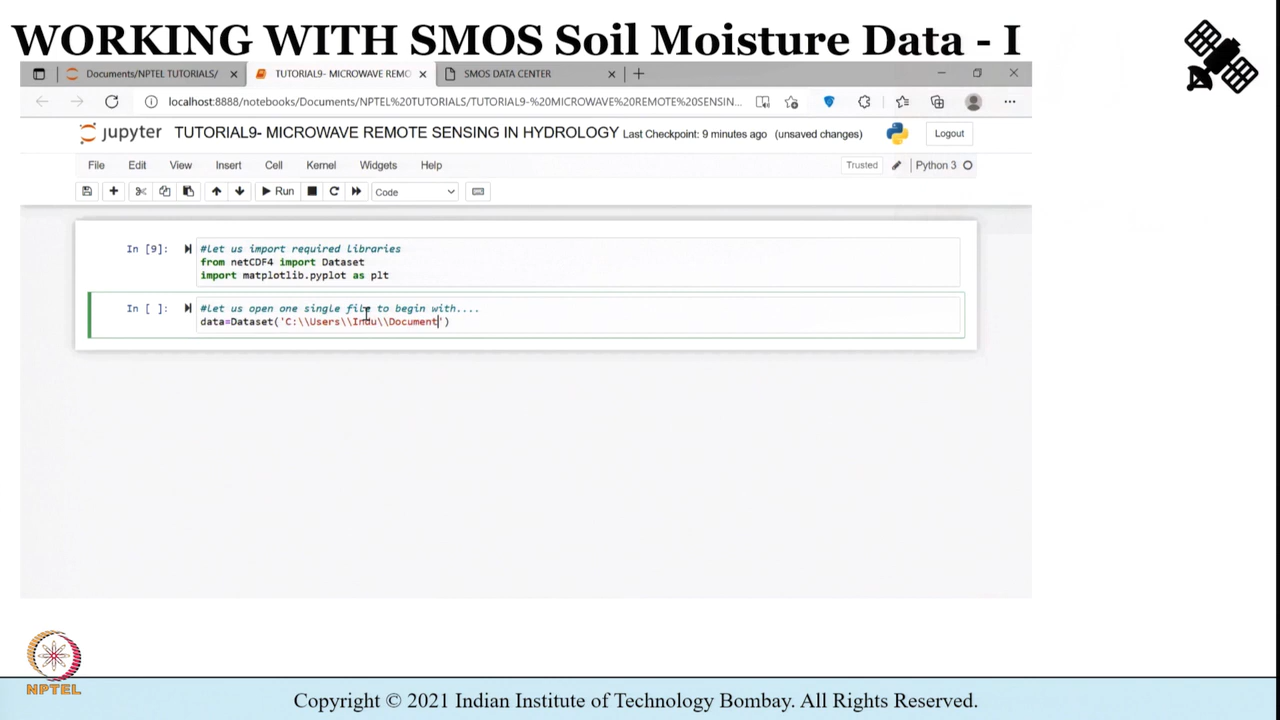 WORKING WITH SMOS Soil Moisture Data - I
Documents/NPTEL TUTORIALS/
TUTORIAL9- MICROWAVE REMO
SMOS DATA CENTER
localhost:8888/notebooks/Documents/NPTEL%20TUTORIALS/TUTORIAL9-%20MICROWAVE%20REMOTE%20SENSIN...
jupyter TUTORIAL9- MICROWAVE REMOTE SENSING IN HYDROLOGY Last Checkpoint: 9 minutes ago (unsaved changes) Logout
File Edit View Insert Cell Kernel Widgets Help Trusted Python 3
Run Code
In [9]: #Let us import required libraries
from netCDF4 import Dataset
import matplotlib.pyplot as plt
In [ ]: #Let us open one single file to begin with....
data=Dataset('C:\\Users\\Indu\\Document')
NPTEL
Copyright © 2021 Indian Institute of Technology Bombay. All Rights Reserved.